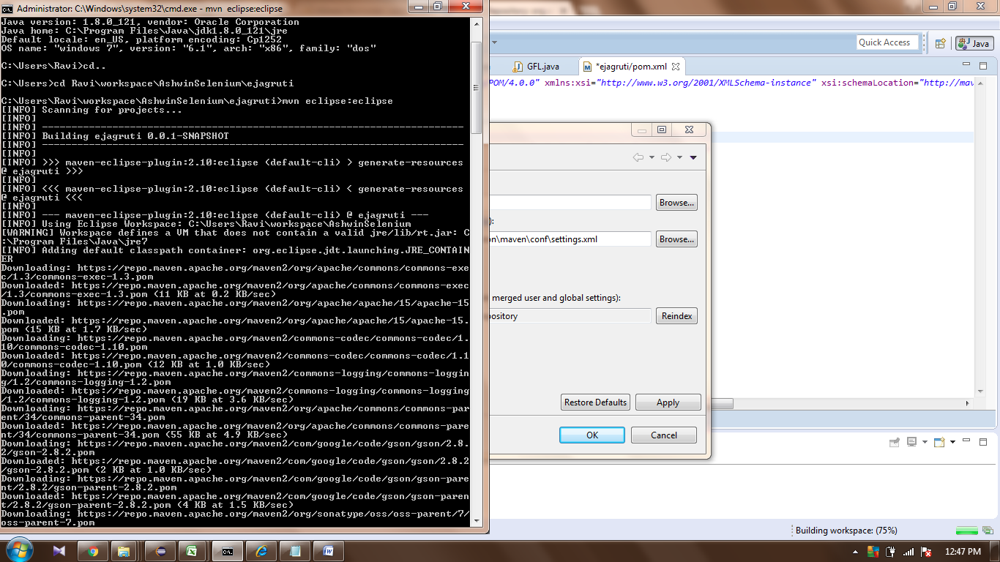 Administrator: C:\Windows\system32\cmd.exe - mvn  eclipse:eclipse
Java version: 1.8.0_121, vendor: Oracle Corporation
Java home: C:\Program Files\Java\jdk1.8.0_121\jre
Default locale: en_US, platform encoding: Cp1252
OS name: "windows 7", version: "6.1", arch: "x86", family: "dos"
C:\Users\Ravi>cd..
C:\Users>cd Ravi\workspace\AshwinSelenium\ejagruti
C:\Users\Ravi\workspace\AshwinSelenium\ejagruti>mvn eclipse:eclipse
[INFO] Scanning for projects...
[INFO]
[INFO] ------------------------------------------------------------------------
[INFO] Building ejagruti 0.0.1-SNAPSHOT
[INFO] ------------------------------------------------------------------------
[INFO]
[INFO] >>> maven-eclipse-plugin:2.10:eclipse (default-cli) > generate-resources
@ ejagruti >>>
[INFO]
[INFO] <<< maven-eclipse-plugin:2.10:eclipse (default-cli) < generate-resources
@ ejagruti <<<
[INFO]
[INFO] --- maven-eclipse-plugin:2.10:eclipse (default-cli) @ ejagruti ---
[INFO] Using Eclipse Workspace: C:\Users\Ravi\workspace\AshwinSelenium
[WARNING] Workspace defines a VM that does not contain a valid jre/lib/rt.jar: C
:\Program Files\Java\jre7
[INFO] Adding default classpath container: org.eclipse.jdt.launching.JRE_CONTAIN
ER
Downloading: https://repo.maven.apache.org/maven2/org/apache/commons/commons-exe
c/1.3/commons-exec-1.3.pom
Downloaded: https://repo.maven.apache.org/maven2/org/apache/commons/commons-exec
/1.3/commons-exec-1.3.pom (11 KB at 0.2 KB/sec)
Downloading: https://repo.maven.apache.org/maven2/org/apache/apache/15/apache-15
.pom
Downloaded: https://repo.maven.apache.org/maven2/org/apache/apache/15/apache-15.
pom (15 KB at 1.7 KB/sec)
Downloading: https://repo.maven.apache.org/maven2/commons-codec/commons-codec/1.
10/commons-codec-1.10.pom
Downloaded: https://repo.maven.apache.org/maven2/commons-codec/commons-codec/1.1
0/commons-codec-1.10.pom (12 KB at 1.0 KB/sec)
Downloading: https://repo.maven.apache.org/maven2/commons-logging/commons-loggin
g/1.2/commons-logging-1.2.pom
Downloaded: https://repo.maven.apache.org/maven2/commons-logging/commons-logging
/1.2/commons-logging-1.2.pom (19 KB at 3.6 KB/sec)
Downloading: https://repo.maven.apache.org/maven2/org/apache/commons/commons-par
ent/34/commons-parent-34.pom
Downloaded: https://repo.maven.apache.org/maven2/org/apache/commons/commons-pare
nt/34/commons-parent-34.pom (55 KB at 4.9 KB/sec)
Downloading: https://repo.maven.apache.org/maven2/com/google/code/gson/gson/2.8.
2/gson-2.8.2.pom
Downloaded: https://repo.maven.apache.org/maven2/com/google/code/gson/gson/2.8.2
/gson-2.8.2.pom (2 KB at 1.0 KB/sec)
Downloading: https://repo.maven.apache.org/maven2/com/google/code/gson/gson-pare
nt/2.8.2/gson-parent-2.8.2.pom
Downloaded: https://repo.maven.apache.org/maven2/com/google/code/gson/gson-paren
t/2.8.2/gson-parent-2.8.2.pom (4 KB at 1.5 KB/sec)
Downloading: https://repo.maven.apache.org/maven2/org/sonatype/oss/oss-parent/7/
oss-parent-7.pom
Quick Access
Java
GFL.java
*ejagruti/pom.xml
POM/4.0.0" xmlns:xsi="http://www.w3.org/2001/XMLSchema-instance" xsi:schemaLocation="http://mav
Browse...
):
on\maven\conf\settings.xml
Browse...
merged user and global settings):
pository
Reindex
Restore Defaults
Apply
OK
Cancel
Building workspace: (75%)
12:47 PM